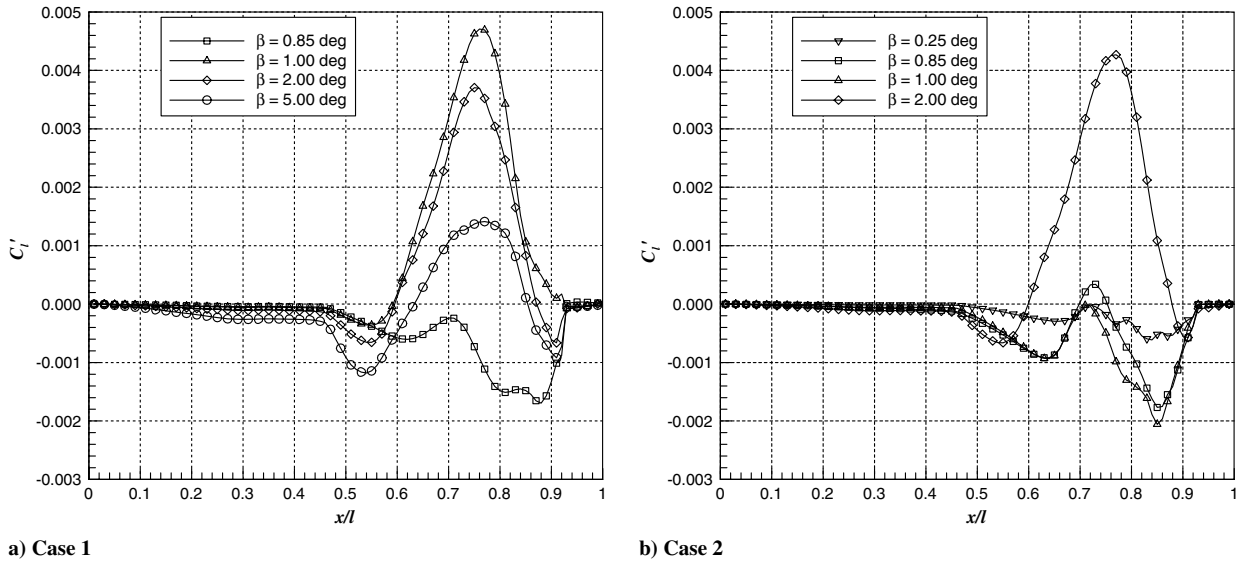 0.005
0.004
0.003
0.002
0.001
0.000
-0.001
-0.002
-0.003
C′l
β = 0.85 deg
β = 1.00 deg
β = 2.00 deg
β = 5.00 deg
0 0.1 0.2 0.3 0.4 0.5 0.6 0.7 0.8 0.9 1
x/l
a) Case 1
0.005
0.004
0.003
0.002
0.001
0.000
-0.001
-0.002
-0.003
C′l
β = 0.25 deg
β = 0.85 deg
β = 1.00 deg
β = 2.00 deg
0 0.1 0.2 0.3 0.4 0.5 0.6 0.7 0.8 0.9 1
x/l
b) Case 2